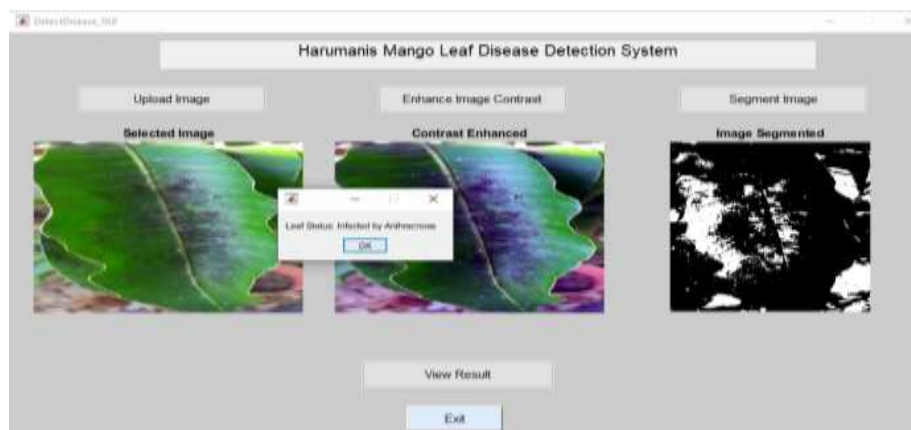 DetectDisease_GUI
Harumanis Mango Leaf Disease Detection System
Upload Image
Enhance Image Contrast
Segment Image
Selected Image
Contrast Enhanced
Image Segmented
Leaf Status: Infected by Anthracnose
OK
View Result
Exit